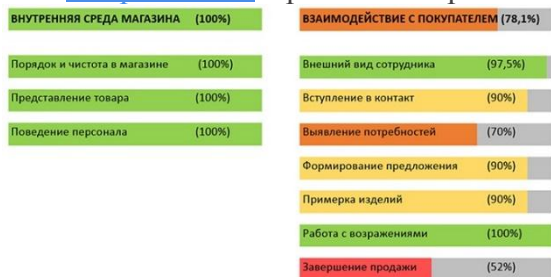 ВНУТРЕННЯЯ СРЕДА МАГАЗИНА (100%)
Порядок и чистота в магазине (100%)
Представление товара (100%)
Поведение персонала (100%)
ВЗАИМОДЕЙСТВИЕ С ПОКУПАТЕЛЕМ (78,1%)
Внешний вид сотрудника (97,5%)
Вступление в контакт (90%)
Выявление потребностей (70%)
Формирование предложения (90%)
Примерка изделий (90%)
Работа с возражениями (100%)
Завершение продажи (52%)